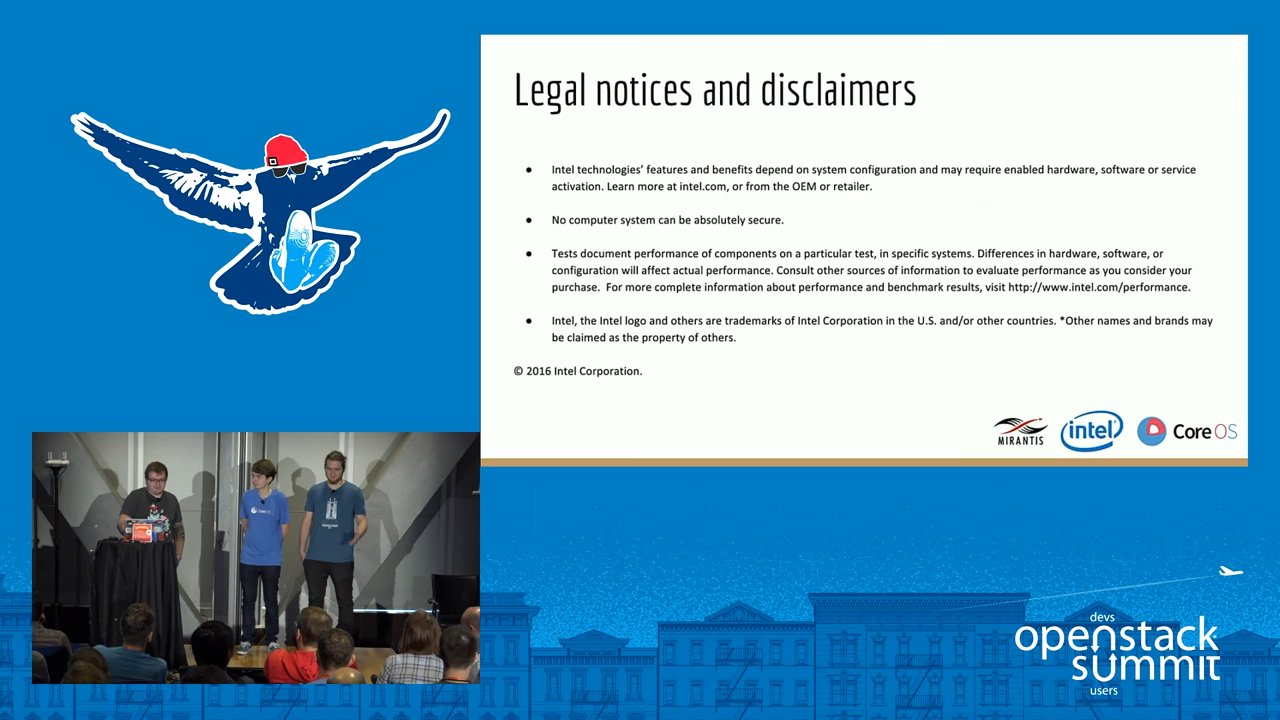 Legal notices and disclaimers
● Intel technologies’ features and benefits depend on system configuration and may require enabled hardware, software or service
activation. Learn more at intel.com, or from the OEM or retailer.
● No computer system can be absolutely secure.
● Tests document performance of components on a particular test, in specific systems. Differences in hardware, software, or
configuration will affect actual performance. Consult other sources of information to evaluate performance as you consider your
purchase.  For more complete information about performance and benchmark results, visit http://www.intel.com/performance.
● Intel, the Intel logo and others are trademarks of Intel Corporation in the U.S. and/or other countries. *Other names and brands may
be claimed as the property of others.
© 2016 Intel Corporation.
MIRANTIS
intel
CoreOS
devs
openstack
summit
users